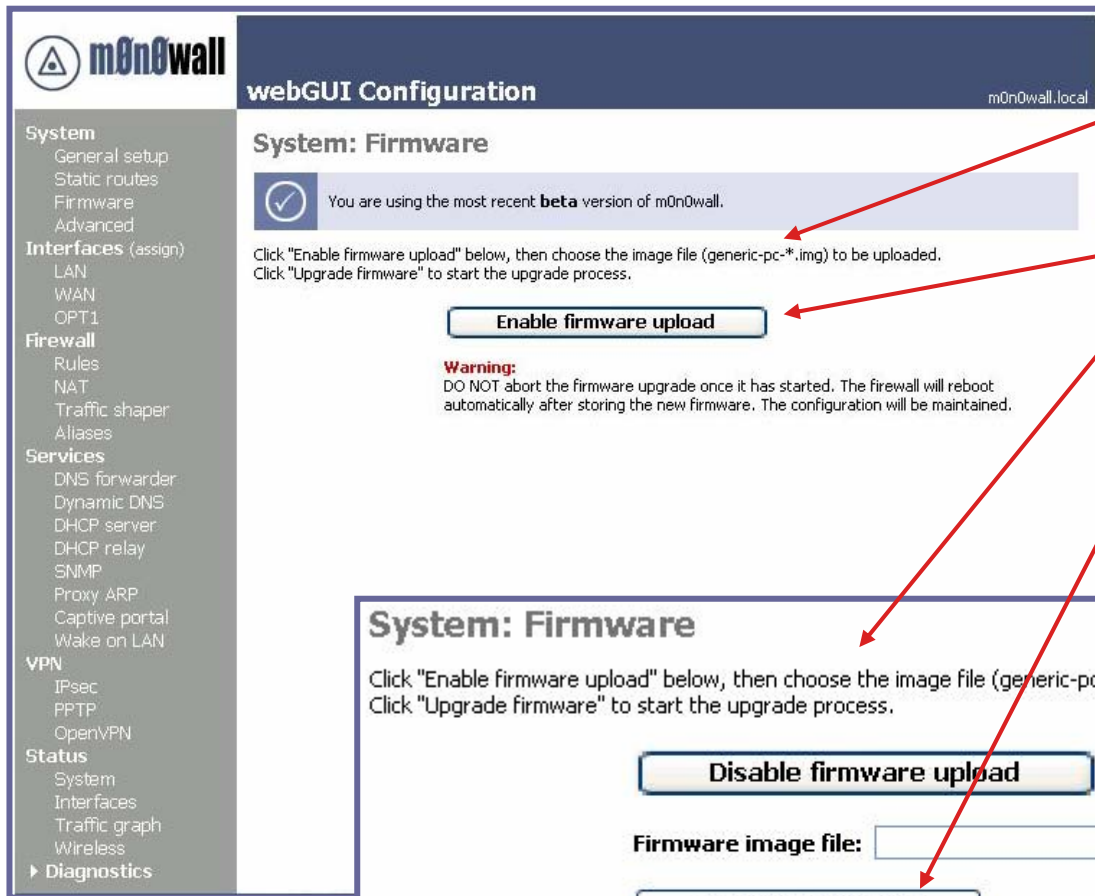 m0n0wall
webGUI Configuration
m0n0wall.local
System
General setup
Static routes
Firmware
Advanced
Interfaces (assign)
LAN
WAN
OPT1
Firewall
Rules
NAT
Traffic shaper
Aliases
Services
DNS forwarder
Dynamic DNS
DHCP server
DHCP relay
SNMP
Proxy ARP
Captive portal
Wake on LAN
VPN
IPsec
PPTP
OpenVPN
Status
System
Interfaces
Traffic graph
Wireless
Diagnostics
System: Firmware
You are using the most recent beta version of m0n0wall.
Click "Enable firmware upload" below, then choose the image file (generic-pc-*.img) to be uploaded.
Click "Upgrade firmware" to start the upgrade process.
Enable firmware upload
Warning:
DO NOT abort the firmware upgrade once it has started. The firewall will reboot
automatically after storing the new firmware. The configuration will be maintained.
System: Firmware
Click "Enable firmware upload" below, then choose the image file (generic-pc
Click "Upgrade firmware" to start the upgrade process.
Disable firmware upload
Firmware image file: